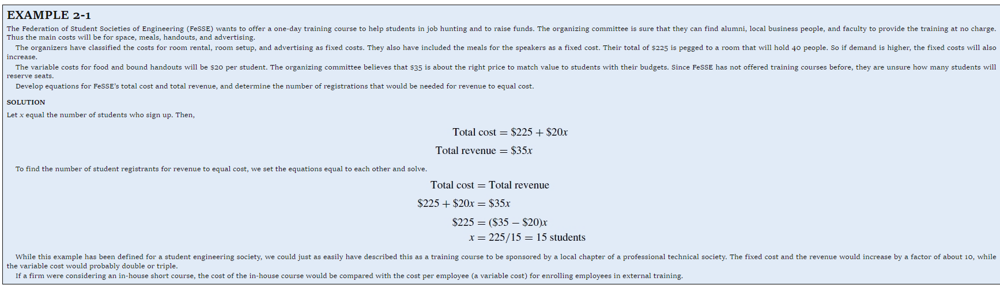 EXAMPLE 2-1
The Federation of Student Societies of Engineering (FeSSE) wants to offer a one-day training course to help students in job hunting and to raise funds. The organizing committee is sure that they can find alumni, local business people, and faculty to provide the training at no charge.
Thus the main costs will be for space, meals, handouts, and advertising.
The organizers have classified the costs for room rental, room setup, and advertising as fixed costs. They also have included the meals for the speakers as a fixed cost. Their total of $225 is pegged to a room that will hold 40 people. So if demand is higher, the fixed costs will also
increase.
The variable costs for food and bound handouts will be $20 per student. The organizing committee believes that $35 is about the right price to match value to students with their budgets. Since FeSSE has not offered training courses before, they are unsure how many students will
reserve seats.
Develop equations for FeSSE's total cost and total revenue, and determine the number of registrations that would be needed for revenue to equal cost.
SOLUTION
Let x equal the number of students who sign up. Then,
Total cost = $225 + $20x
Total revenue = $35x
To find the number of student registrants for revenue to equal cost, we set the equations equal to each other and solve.
Total cost = Total revenue
$225 + $20x = $35x
$225 = ($35 − $20)x
x = 225/15 = 15 students
While this example has been defined for a student engineering society, we could just as easily have described this as a training course to be sponsored by a local chapter of a professional technical society. The fixed cost and the revenue would increase by a factor of about 10, while
the variable cost would probably double or triple.
If a firm were considering an in-house short course, the cost of the in-house course would be compared with the cost per employee (a variable cost) for enrolling employees in external training.